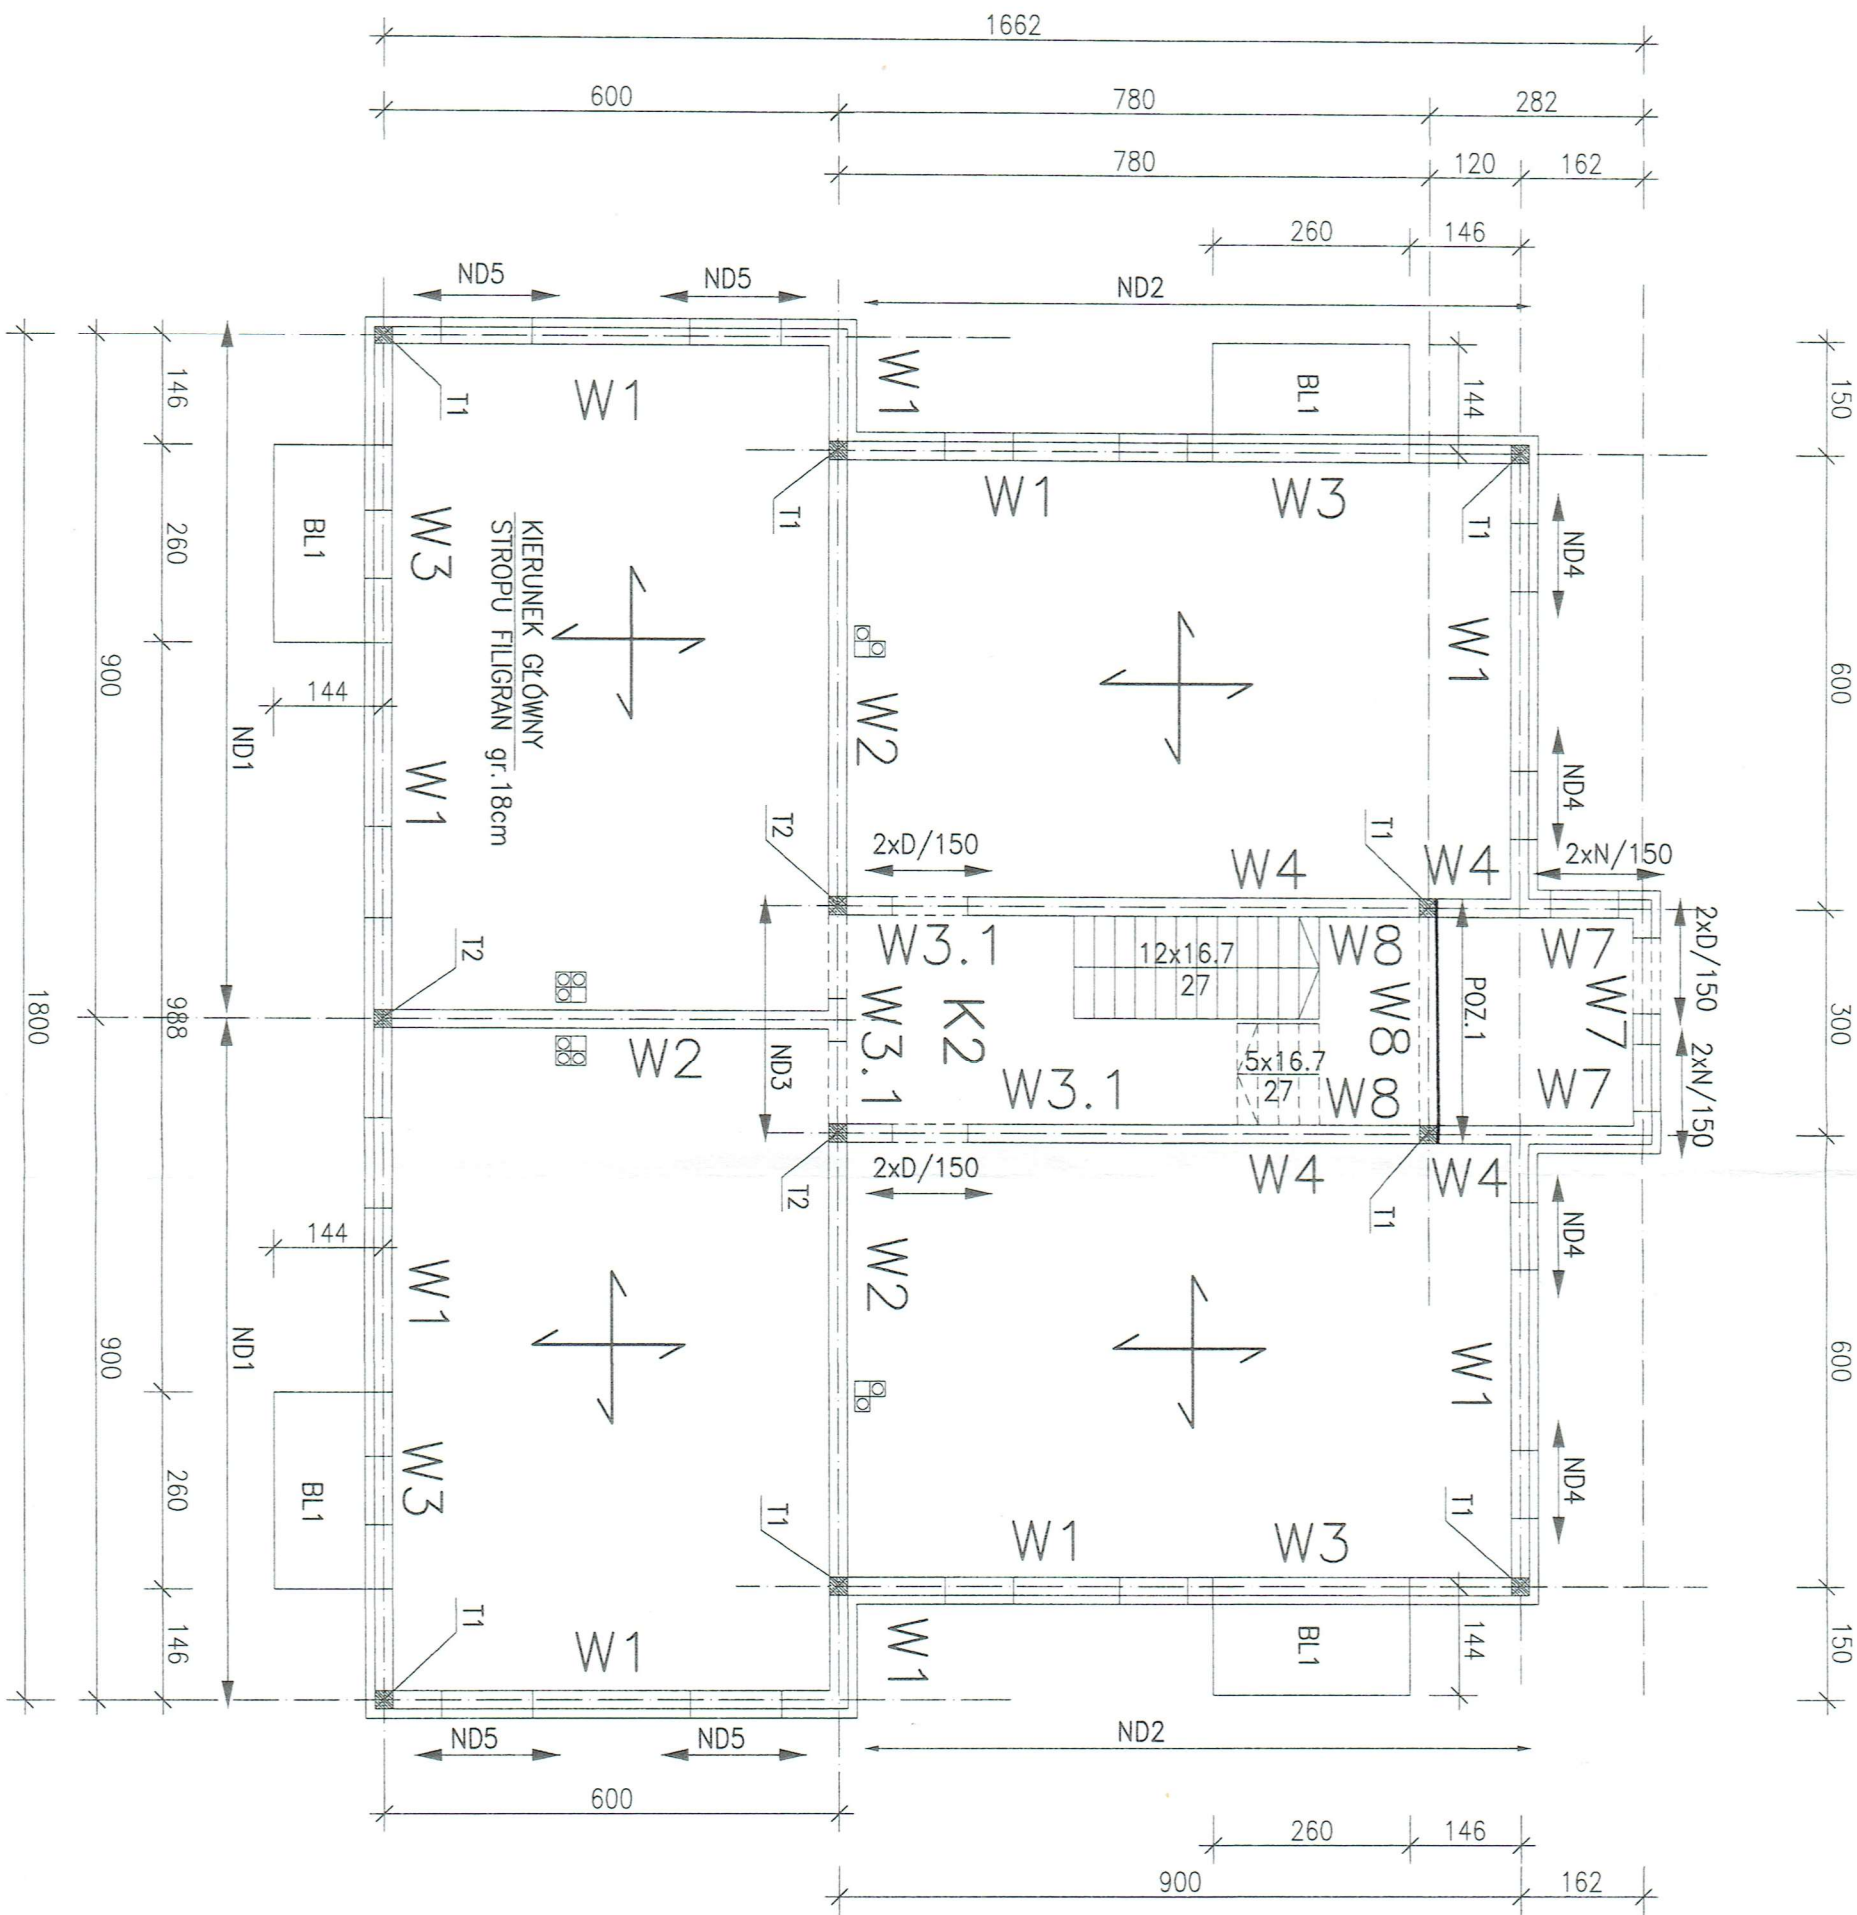 1662
600
780
282
780
120
162
260
146
ND5
ND5
ND2
146
T1
W1
W1
BL1
144
150
BL1
260
W3
KIERUNEK GŁÓWNY
STROPU FILIGRAN gr.18cm
T1
W1
W3
T1
ND4
900
144
ND1
W1
W2
W1
600
ND4
T2
2xD/150
T1
W4
W4
2xN/150
T2
W3.1
12x16.7
27
W8
W7
2xD/150
1800
988
W2
ND3
W3.1
K2
W8
POZ.1
W7
300
W3.1
5x16.7
27
W8
W7
2xN/150
T2
2xD/150
W4
T1
W4
144
W1
W2
ND4
900
ND1
W1
600
260
BL1
W3
T1
W1
W3
T1
ND4
146
T1
W1
W1
BL1
144
150
ND5
ND5
ND2
600
260
146
900
162